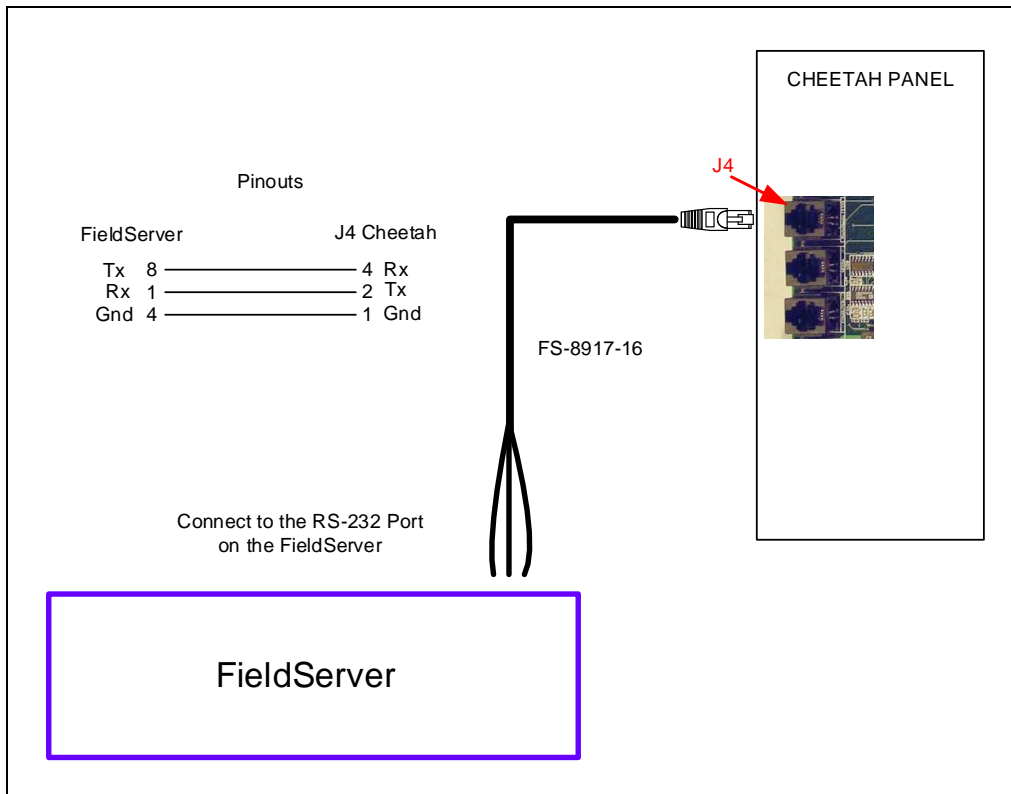 CHEETAH PANEL
J4
Pinouts
FieldServer J4 Cheetah
Tx 8 4 Rx
Rx 1 2 Tx
Gnd 4 1 Gnd
FS-8917-16
Connect to the RS-232 Port
on the FieldServer
FieldServer